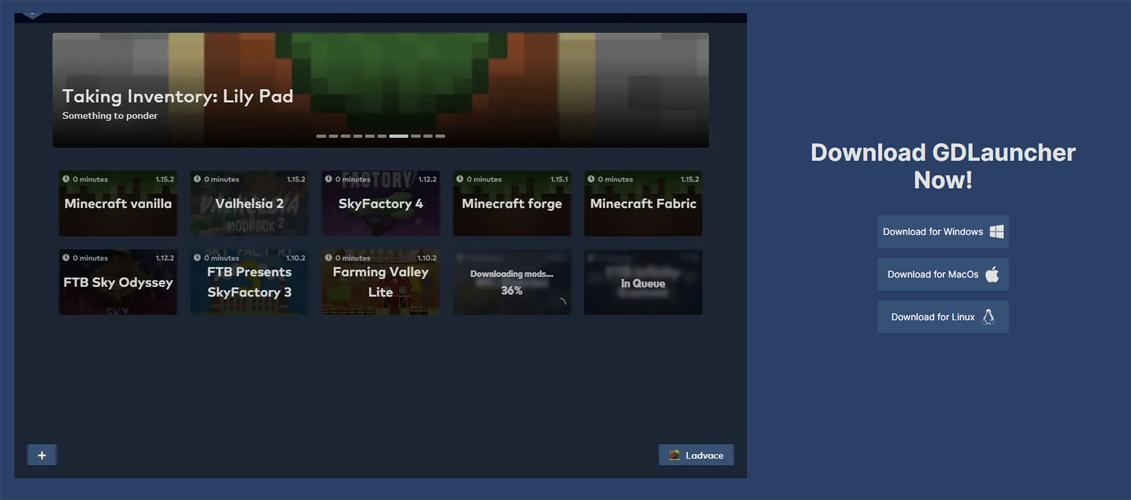 Taking Inventory: Lily Pad
Something to ponder
0 minutes 1.15.2
Minecraft vanilla
0 minutes 1.15.2
Valhelsia 2
MODPACK 2
0 minutes 1.12.2
FACTORY
SkyFactory 4
0 minutes 1.15.1
Minecraft forge
0 minutes 1.15.2
Minecraft Fabric
0 minutes 1.12.2
FTB Sky Odyssey
SKY
0 minutes 1.10.2
FTB Presents
SkyFactory 3
0 minutes 1.10.2
Farming Valley
Lite
Downloading mods...
36%
In Queue
+
Ladvace
Download GDLauncher
Now!
Download for Windows
Download for MacOs
Download for Linux